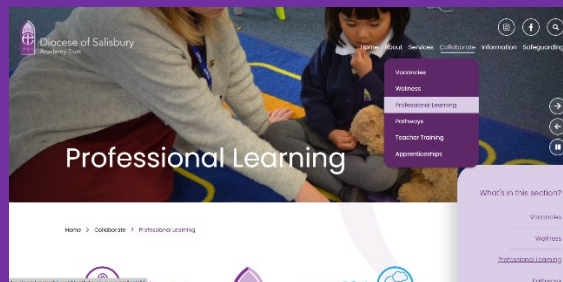 Diocese of Salisbury
Academy Trust
Home About Services Collaborate Information Safeguarding
Vacancies
Wellness
Professional Learning
Pathways
Teacher Training
Apprenticeships
Professional Learning
Home > Collaborate > Professional Learning
What's in this section?
Vacancies
Wellness
Professional Learning
Pathways